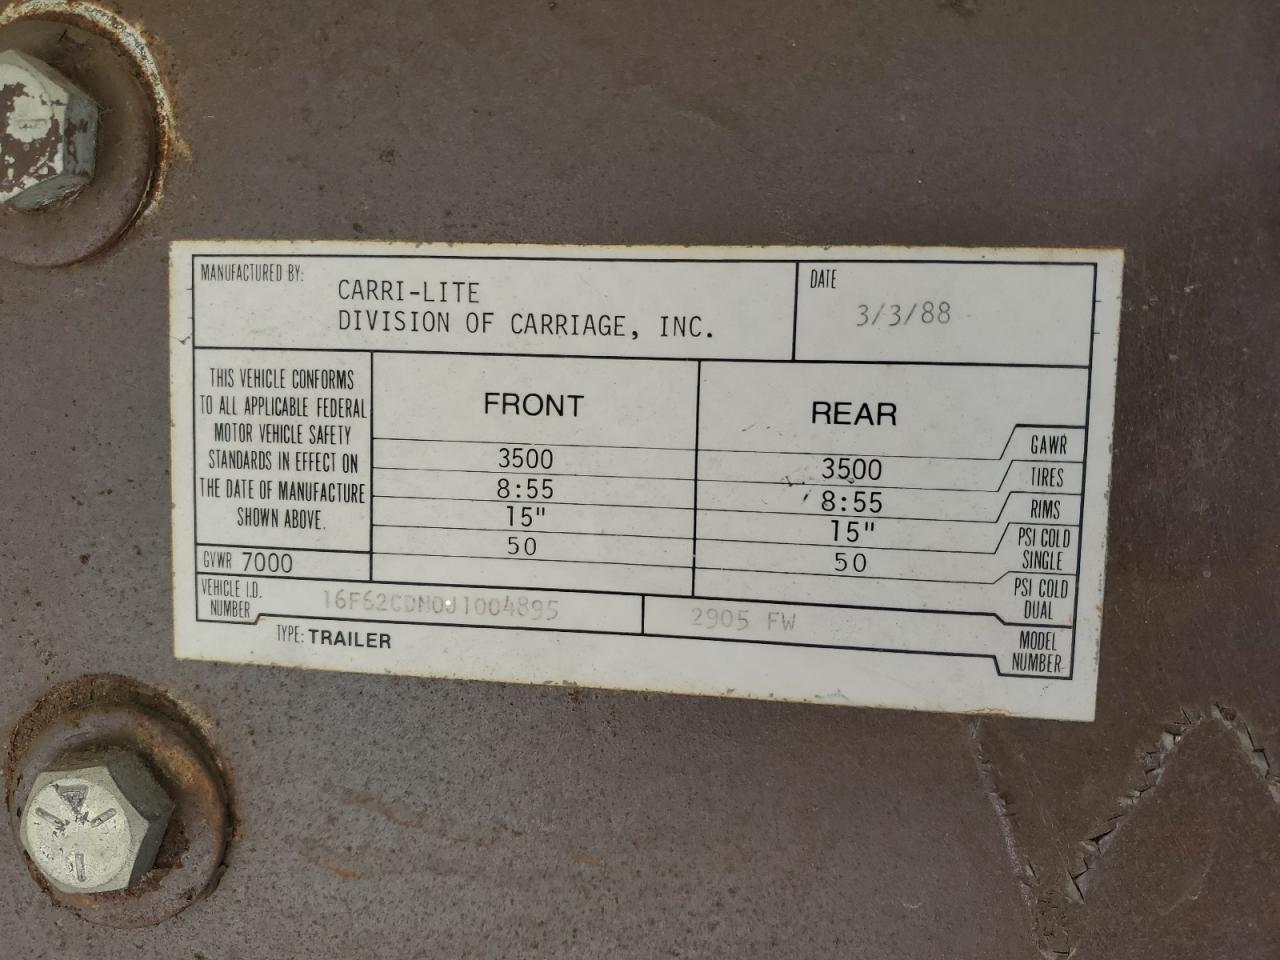 MANUFACTURED BY:
CARRI-LITE
DIVISION OF CARRIAGE, INC.
DATE
3/3/88
THIS VEHICLE CONFORMS
TO ALL APPLICABLE FEDERAL
MOTOR VEHICLE SAFETY
STANDARDS IN EFFECT ON
THE DATE OF MANUFACTURE
SHOWN ABOVE.
GVWR 7000
FRONT
3500
8:55
15"
50
REAR
3500
8:55
15"
50
GAWR
TIRES
RIMS
PSI COLD
SINGLE
PSI COLD
DUAL
VEHICLE I.D.
NUMBER
16F62CDN0J1004895
2905 FW
MODEL
NUMBER
TYPE: TRAILER